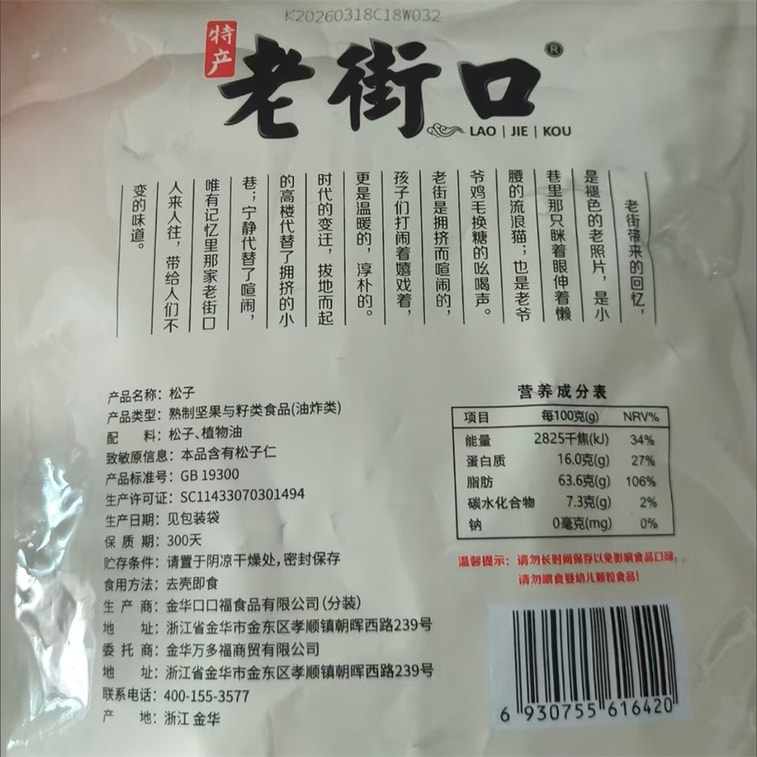 K20260318C18W032
特产
老街口®
LAO | JIE | KOU
老街带来的回忆，
是褪色的老照片，是小
巷里那只眯着眼伸着懒
腰的流浪猫；也是老爷
爷鸡毛换糖的吆喝声。
老街是拥挤而喧闹的，
孩子们打闹着嬉戏着，
更是温暖的，淳朴的。
时代的变迁，拔地而起
的高楼代替了拥挤的小
巷；宁静代替了喧闹，
唯有记忆里那家老街口
人来人往，带给人们不
变的味道。
产品名称：松子
产品类型：熟制坚果与籽类食品(油炸类)
配 料：松子、植物油
致敏原信息：本品含有松子仁
产品标准号：GB 19300
生产许可证：SC11433070301494
生产日期：见包装袋
保 质 期：300天
贮存条件：请置于阴凉干燥处，密封保存
食用方法：去壳即食
生 产 商：金华口口福食品有限公司(分装)
地 址：浙江省金华市金东区孝顺镇朝晖西路239号
委 托 商：金华万多福商贸有限公司
地 址：浙江省金华市金东区孝顺镇朝晖西路239号
联系电话：400-155-3577
产 地：浙江 金华
营养成分表
项目 每100克(g) NRV%
能量 2825千焦(kJ) 34%
蛋白质 16.0克(g) 27%
脂肪 63.6克(g) 106%
碳水化合物 7.3克(g) 2%
钠 0毫克(mg) 0%
温馨提示：请勿长时间保存以免影响食品口味，
请勿喂食婴幼儿颗粒食品！
6 930755 616420